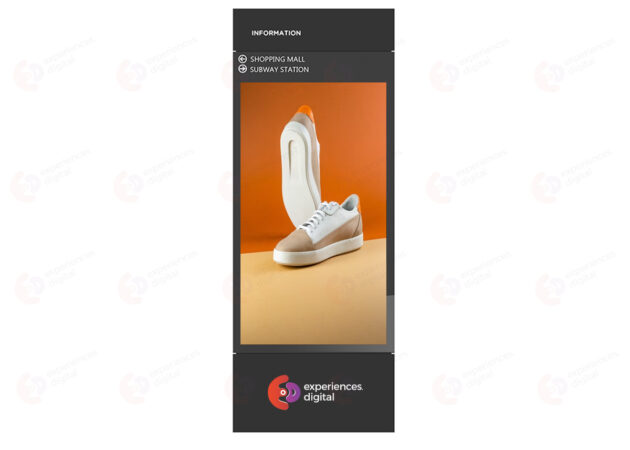 INFORMATION
SHOPPING MALL
SUBWAY STATION
experiences.
digital